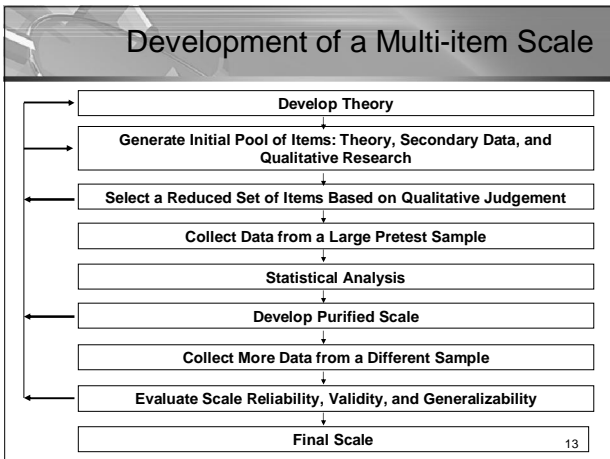 Development of a Multi-item Scale
Develop Theory
Generate Initial Pool of Items: Theory, Secondary Data, and
Qualitative Research
Select a Reduced Set of Items Based on Qualitative Judgement
Collect Data from a Large Pretest Sample
Statistical Analysis
Develop Purified Scale
Collect More Data from a Different Sample
Evaluate Scale Reliability, Validity, and Generalizability
Final Scale
13